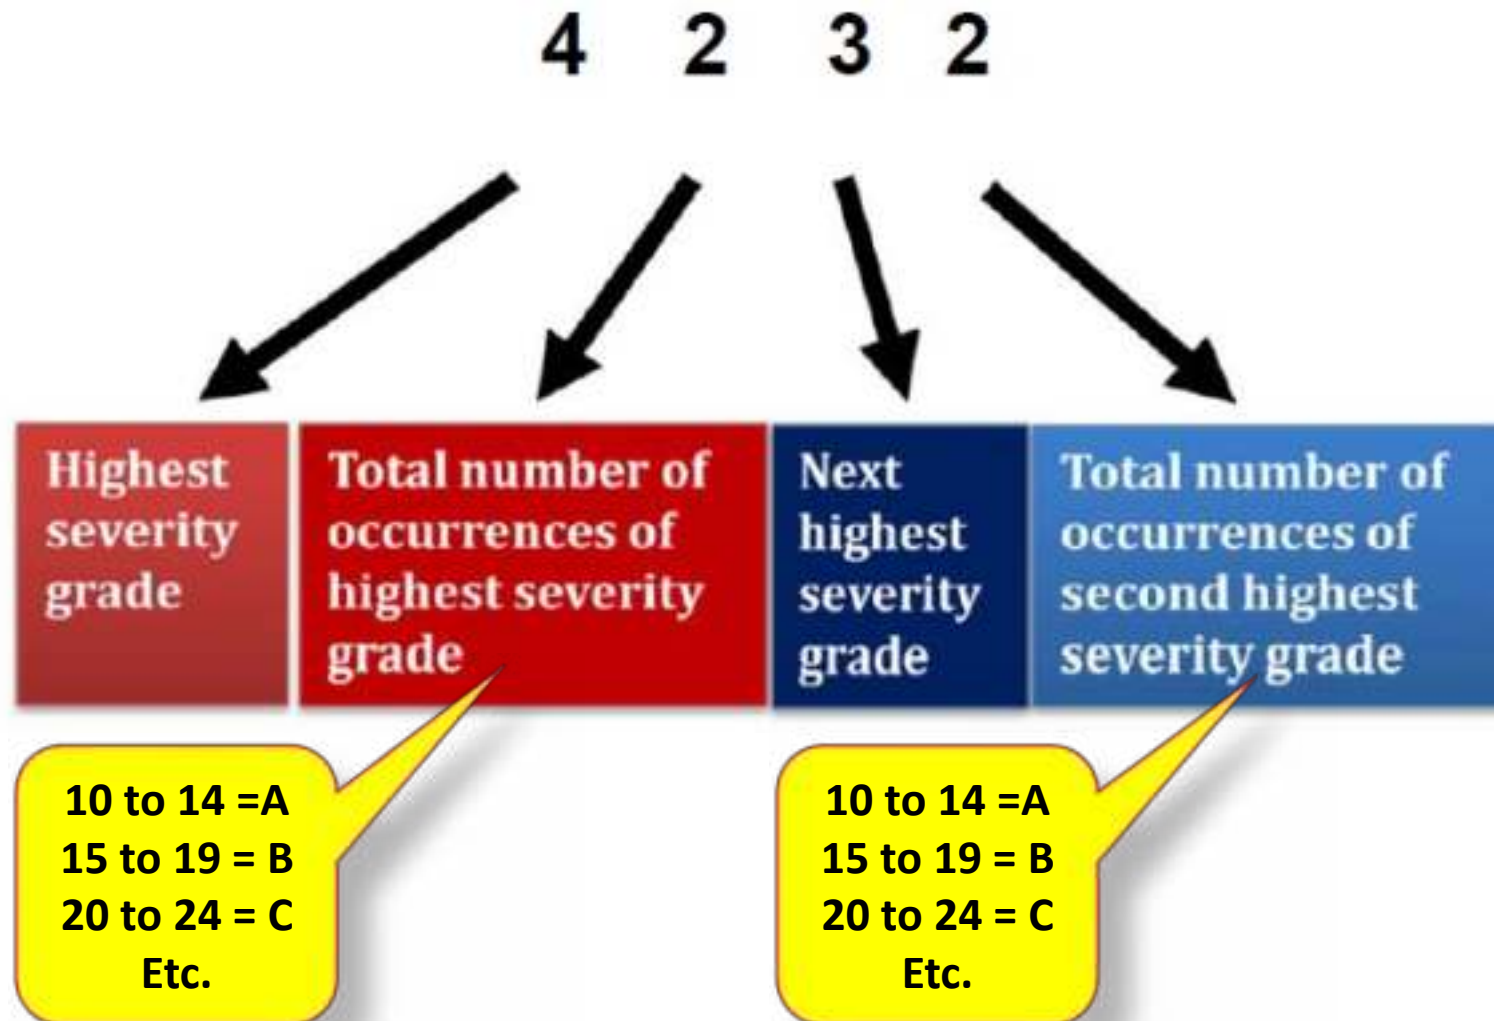 4 2 3 2
Highest
severity
grade
Total number of
occurrences of
highest severity
grade
Next
highest
severity
grade
Total number of
occurrences of
second highest
severity grade
10 to 14 =A
15 to 19 = B
20 to 24 = C
Etc.
10 to 14 =A
15 to 19 = B
20 to 24 = C
Etc.